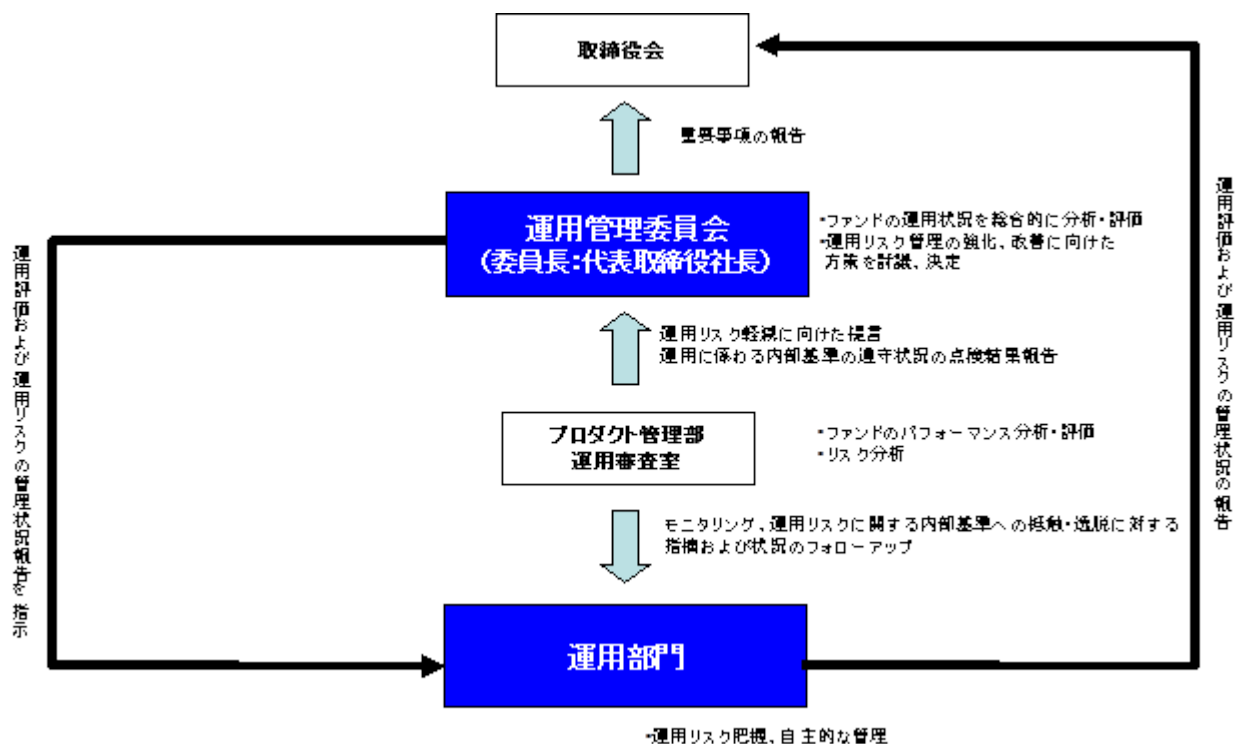 取締役会
重要事項の報告
運用管理委員会
(委員長:代表取締役社長)
・ファンドの運用状況を総合的に分析・評価
・運用リスク管理の強化、改善に向けた
方策を討議、決定
運用リスク軽減に向けた提言
運用に係わる内部基準の遵守状況の点検結果報告
プロダクト管理部
運用審査室
・ファンドのパフォーマンス分析・評価
・リスク分析
モニタリング、運用リスクに関する内部基準への抵触・逸脱に対する
指摘および状況のフォローアップ
運用部門
・運用リスク把握、自主的な管理
運用評価および運用リスクの管理状況報告を指示
運用評価および運用リスクの管理状況の報告